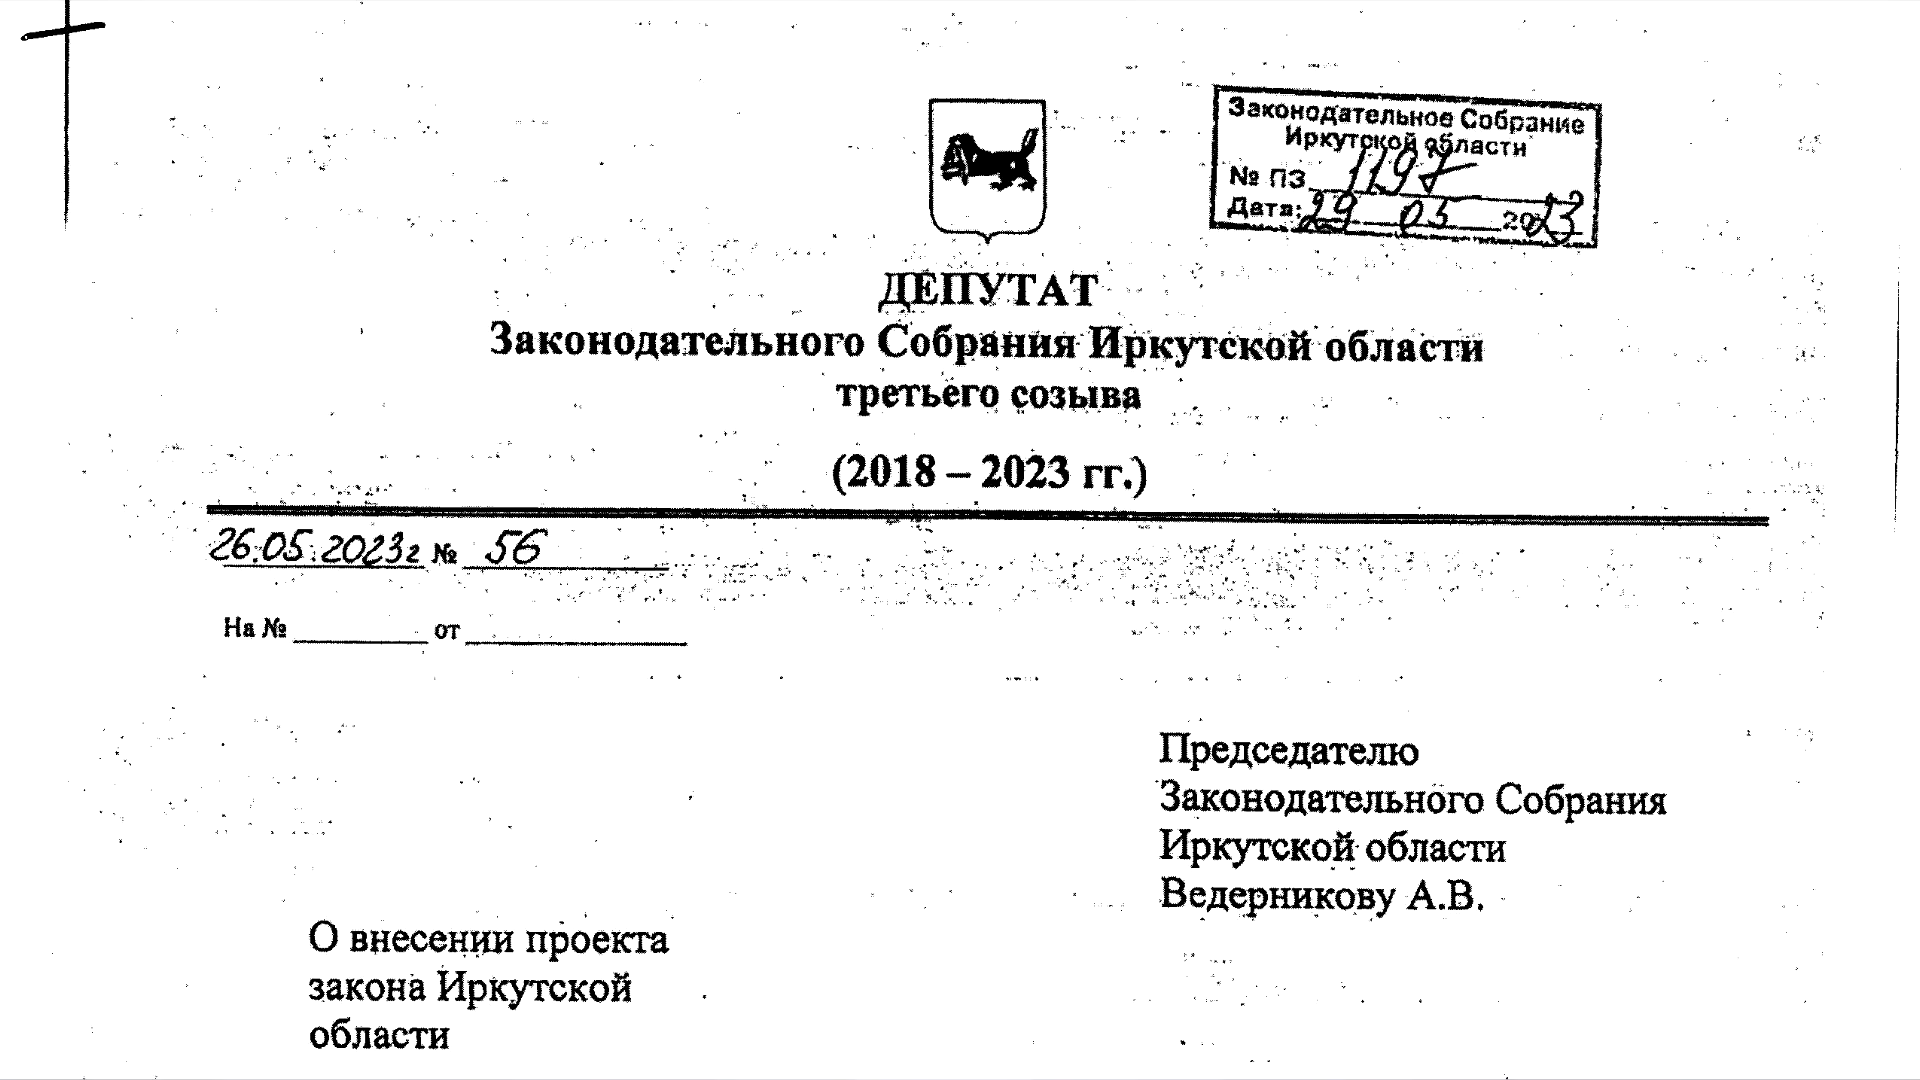 Законодательное Собрание
Иркутской области
№ ПЗ 1197
Дата: 29 05 2023
ДЕПУТАТ
Законодательного Собрания Иркутской области
третьего созыва
(2018 – 2023 гг.)
26.05.2023г № 56
На № ________ от ________
Председателю
Законодательного Собрания
Иркутской области
Ведерникову А.В.
О внесении проекта
закона Иркутской
области